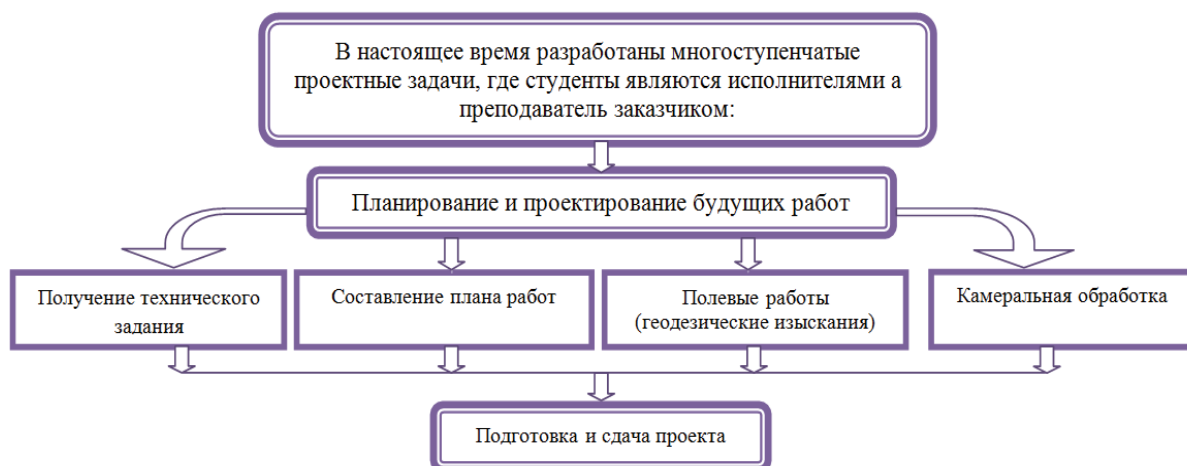 В настоящее время разработаны многоступенчатые
проектные задачи, где студенты являются исполнителями а
преподаватель заказчиком:
Планирование и проектирование будущих работ
Получение технического
задания
Составление плана работ
Полевые работы
(геодезические изыскания)
Камеральная обработка
Подготовка и сдача проекта